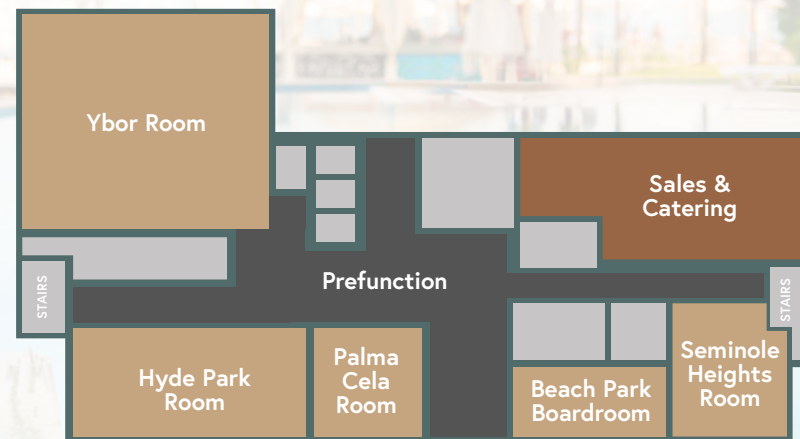 Ybor Room
Sales &
Catering
Prefunction
STAIRS
STAIRS
Hyde Park
Room
Palma
Cela
Room
Beach Park
Boardroom
Seminole
Heights
Room